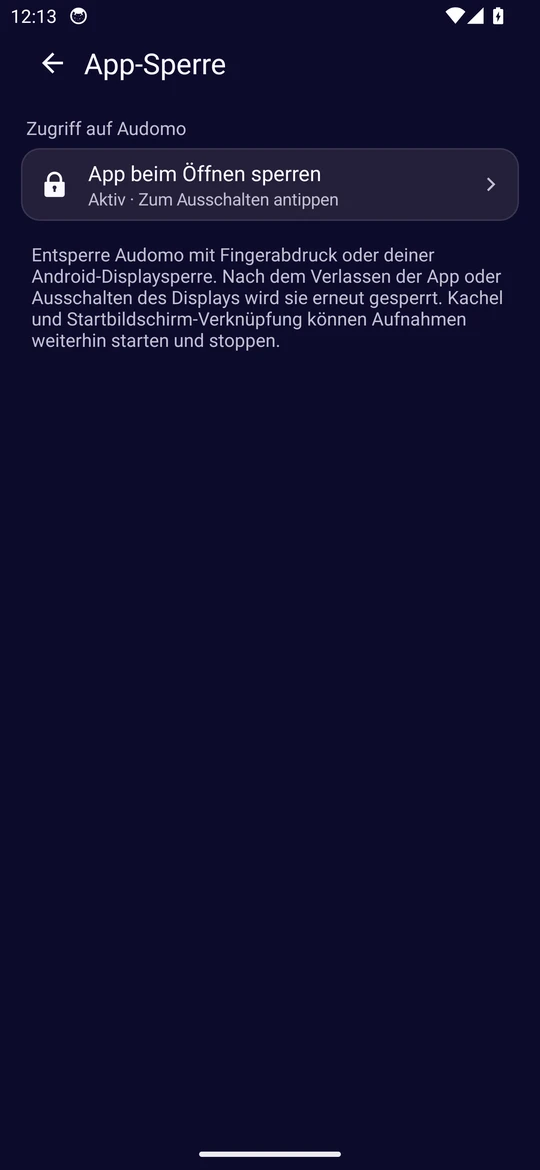 12:13
App-Sperre
Zugriff auf Audomo
App beim Öffnen sperren
Aktiv · Zum Ausschalten antippen
Entsperre Audomo mit Fingerabdruck oder deiner
Android-Displaysperre. Nach dem Verlassen der App oder
Ausschalten des Displays wird sie erneut gesperrt. Kachel
und Startbildschirm-Verknüpfung können Aufnahmen
weiterhin starten und stoppen.